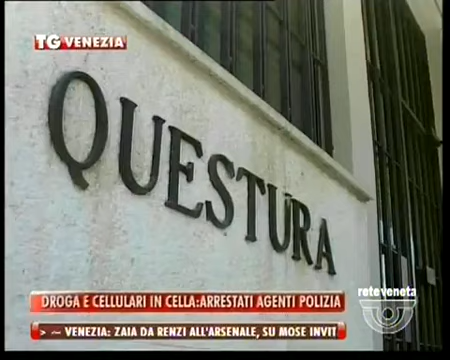 TG VENEZIA
QUESTURA
DROGA E CELLULARI IN CELLA:ARRESTATI AGENTI POLIZIA
reteveneta
> ~ VENEZIA: ZAIA DA RENZI ALL'ARSENALE, SU MOSE INVIT